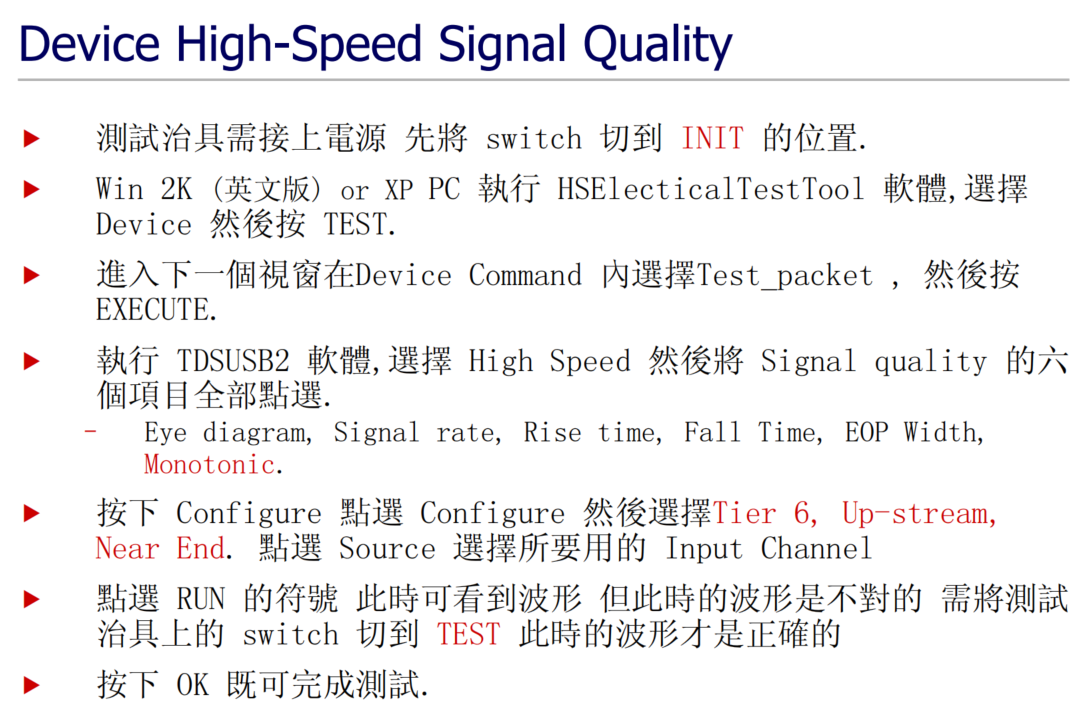 Device High-Speed Signal Quality
測試治具需接上電源 先將 switch 切到 INIT 的位置.
Win 2K (英文版) or XP PC 執行 HSElecticalTestTool 軟體,選擇
Device 然後按 TEST.
進入下一個視窗在Device Command 內選擇Test_packet , 然後按
EXECUTE.
執行 TDSUSB2 軟體,選擇 High Speed 然後將 Signal quality 的六
個項目全部點選.
– Eye diagram, Signal rate, Rise time, Fall Time, EOP Width,
Monotonic.
按下 Configure 點選 Configure 然後選擇Tier 6, Up-stream,
Near End. 點選 Source 選擇所要用的 Input Channel
點選 RUN 的符號 此時可看到波形 但此時的波形是不對的 需將測試
治具上的 switch 切到 TEST 此時的波形才是正確的
按下 OK 既可完成測試.